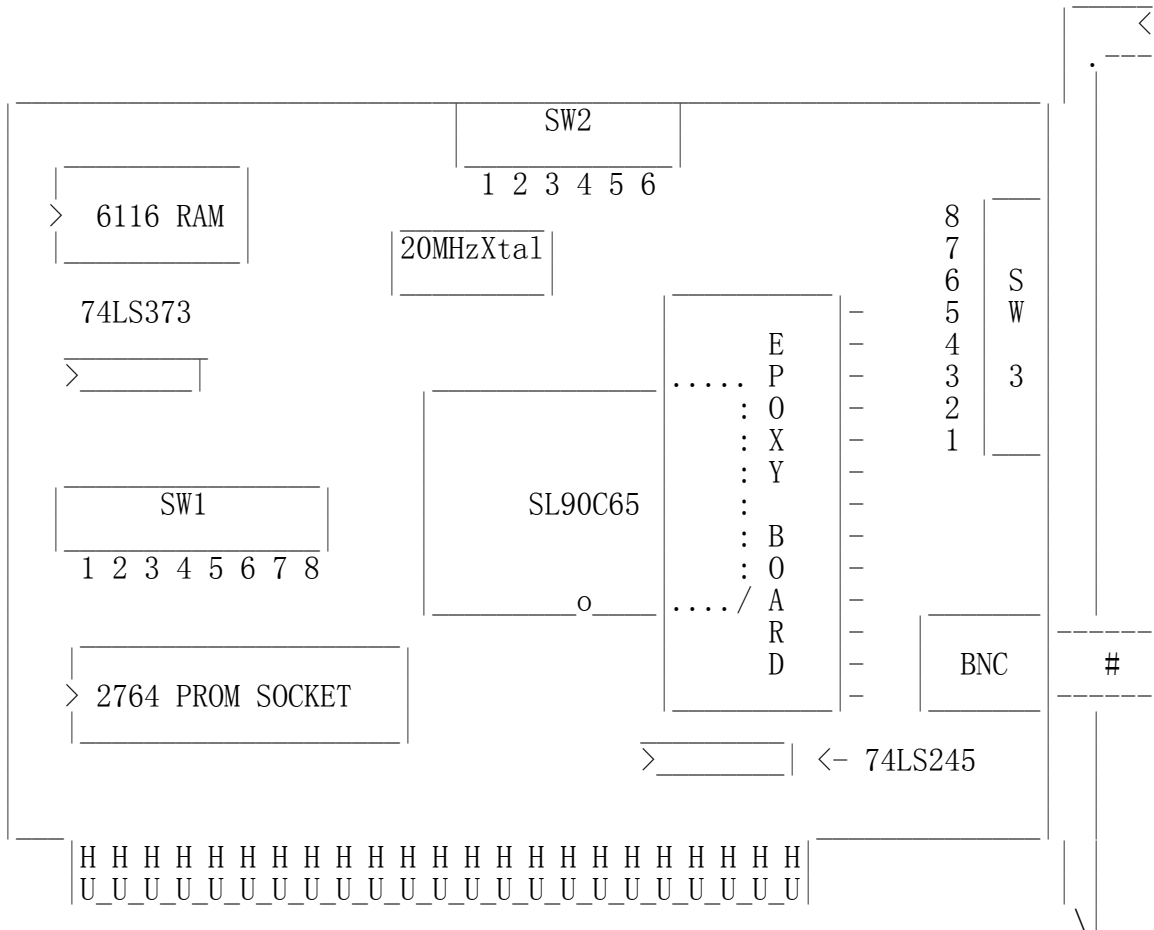 SW2
1 2 3 4 5 6
6116 RAM
20MHzXtal
74LS373
8
7
6
5
4
3
2
1
S
W
3
E
P
O
X
Y
B
O
A
R
D
SW1
1 2 3 4 5 6 7 8
SL90C65
o
2764 PROM SOCKET
BNC
#
<- 74LS245
H H H H H H H H H H H H H H H H H H H H H H H
U_U_U_U_U_U_U_U_U_U_U_U_U_U_U_U_U_U_U_U_U_U_U